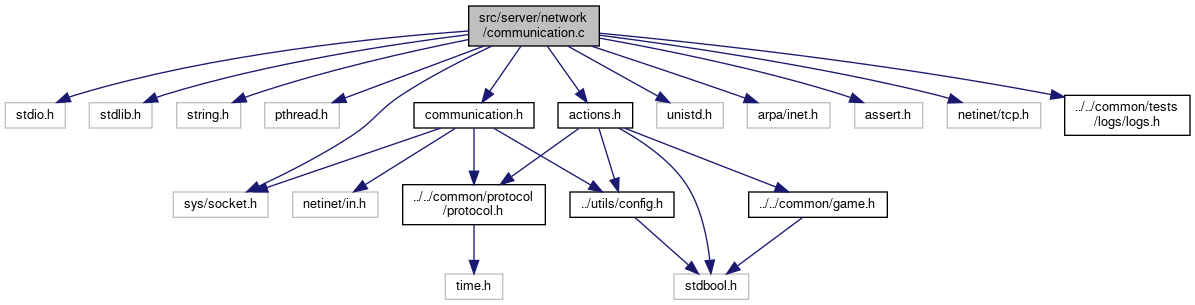 src/server/network
/communication.c
stdio.h
stdlib.h
string.h
pthread.h
communication.h
actions.h
unistd.h
arpa/inet.h
assert.h
netinet/tcp.h
../../common/tests
/logs/logs.h
sys/socket.h
netinet/in.h
../../common/protocol
/protocol.h
../utils/config.h
../../common/game.h
time.h
stdbool.h